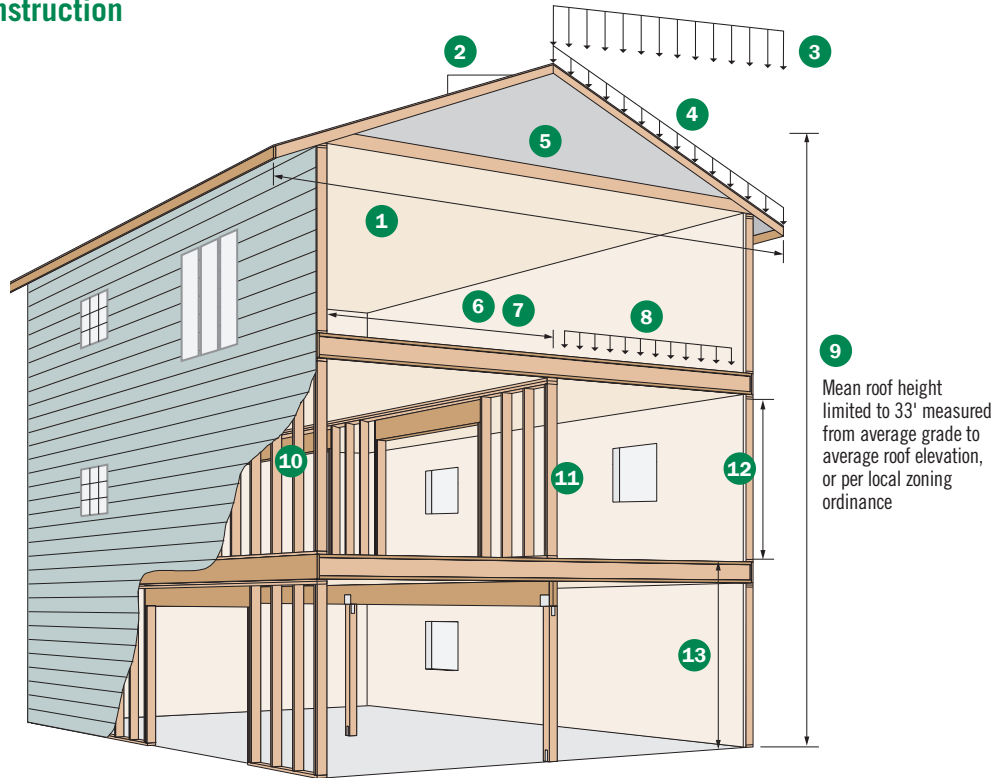 nstruction
2
3
4
5
1
6
7
8
9
Mean roof height
limited to 33' measured
from average grade to
average roof elevation,
or per local zoning
ordinance
10
11
12
13